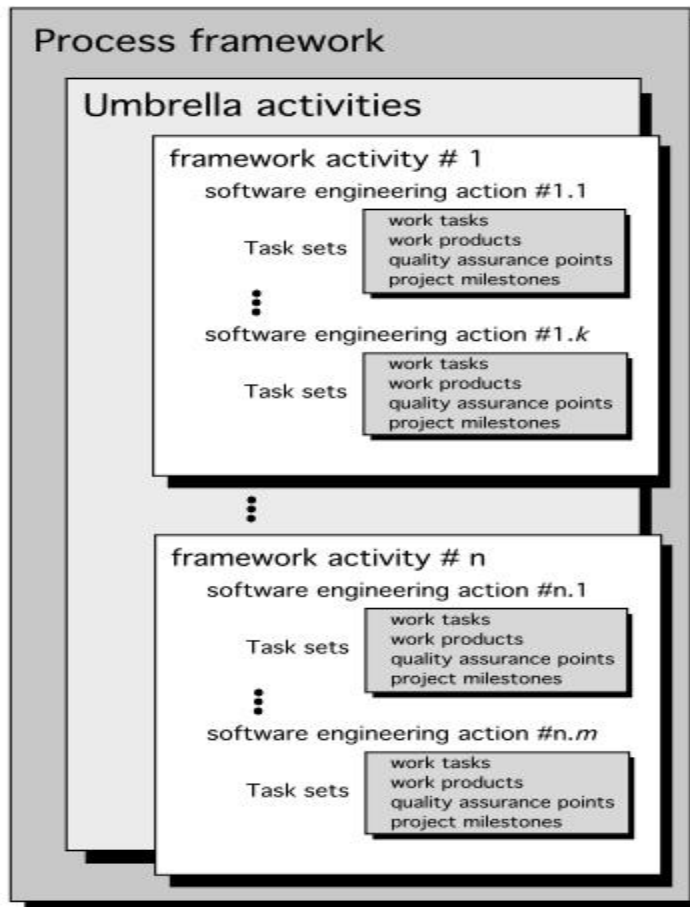 Process framework
Umbrella activities
framework activity # 1
software engineering action #1.1
Task sets
work tasks
work products
quality assurance points
project milestones
software engineering action #1.k
Task sets
work tasks
work products
quality assurance points
project milestones
framework activity # n
software engineering action #n.1
Task sets
work tasks
work products
quality assurance points
project milestones
software engineering action #n.m
Task sets
work tasks
work products
quality assurance points
project milestones